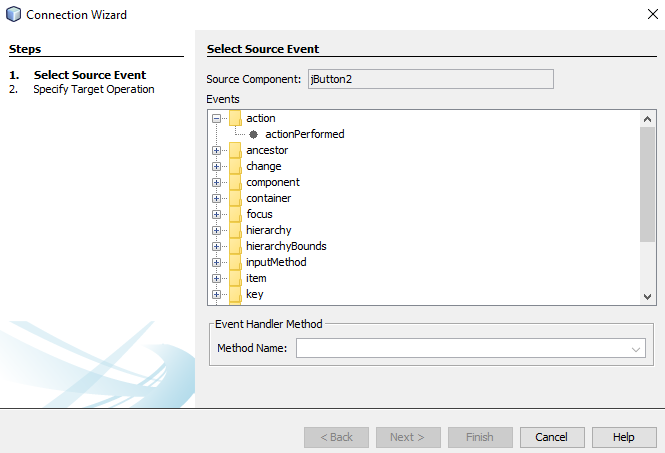 Connection Wizard
Steps
1. Select Source Event
2. Specify Target Operation
Select Source Event
Source Component: jButton2
Events
action
actionPerformed
ancestor
change
component
container
focus
hierarchy
hierarchyBounds
inputMethod
item
key
Event Handler Method
Method Name:
< Back Next > Finish Cancel Help